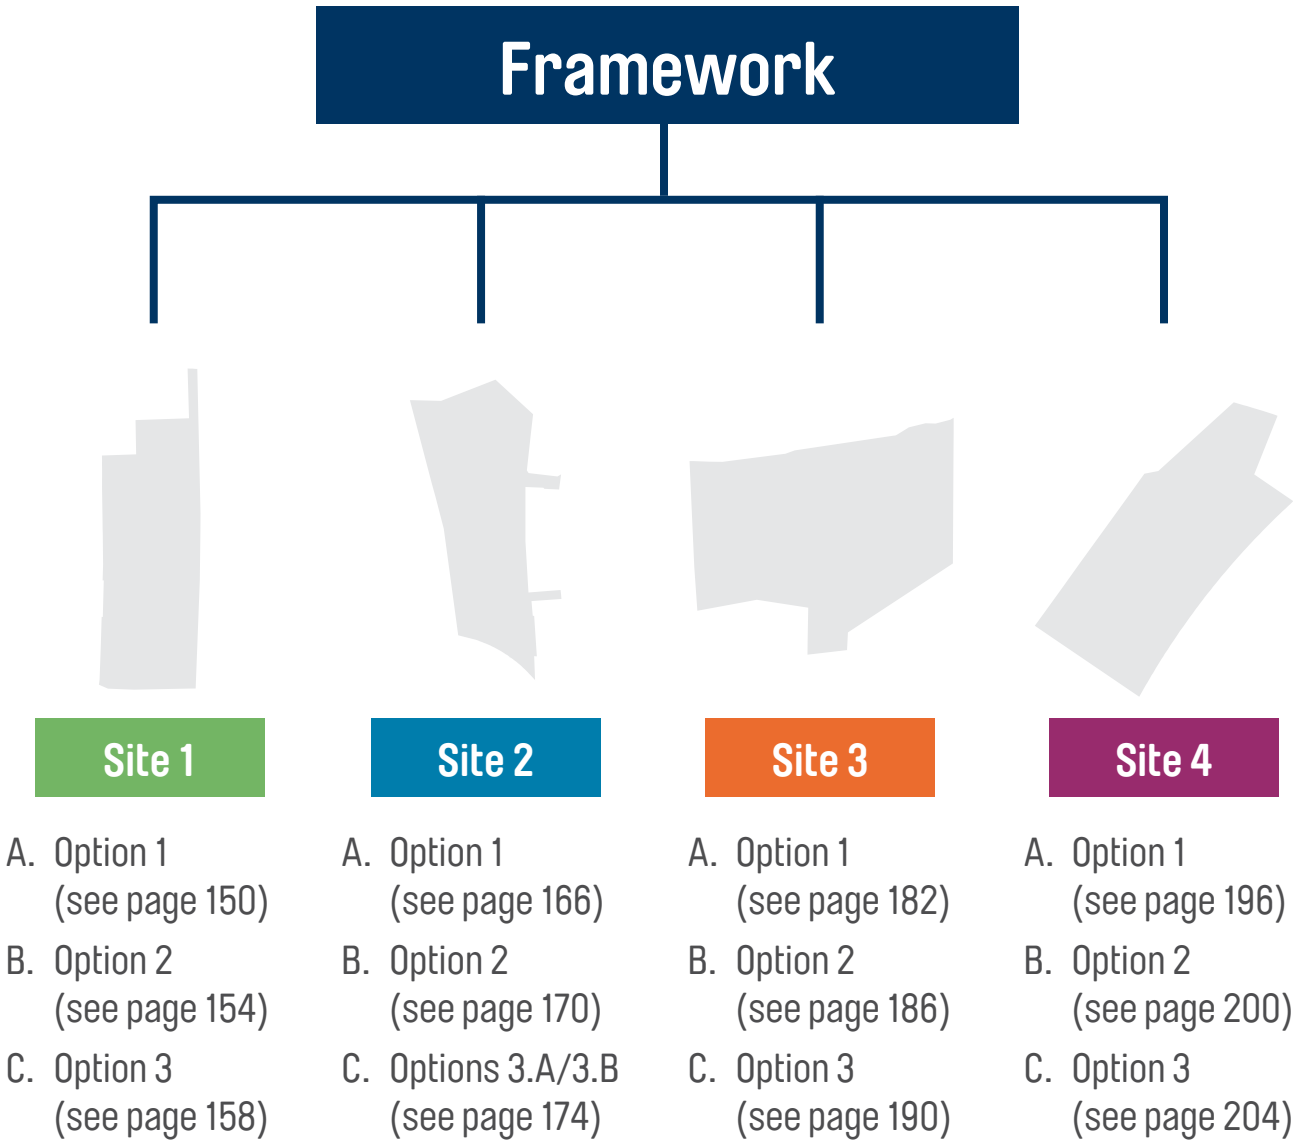 Framework
Site 1
A. Option 1
(see page 150)
B. Option 2
(see page 154)
C. Option 3
(see page 158)
Site 2
A. Option 1
(see page 166)
B. Option 2
(see page 170)
C. Options 3.A/3.B
(see page 174)
Site 3
A. Option 1
(see page 182)
B. Option 2
(see page 186)
C. Option 3
(see page 190)
Site 4
A. Option 1
(see page 196)
B. Option 2
(see page 200)
C. Option 3
(see page 204)